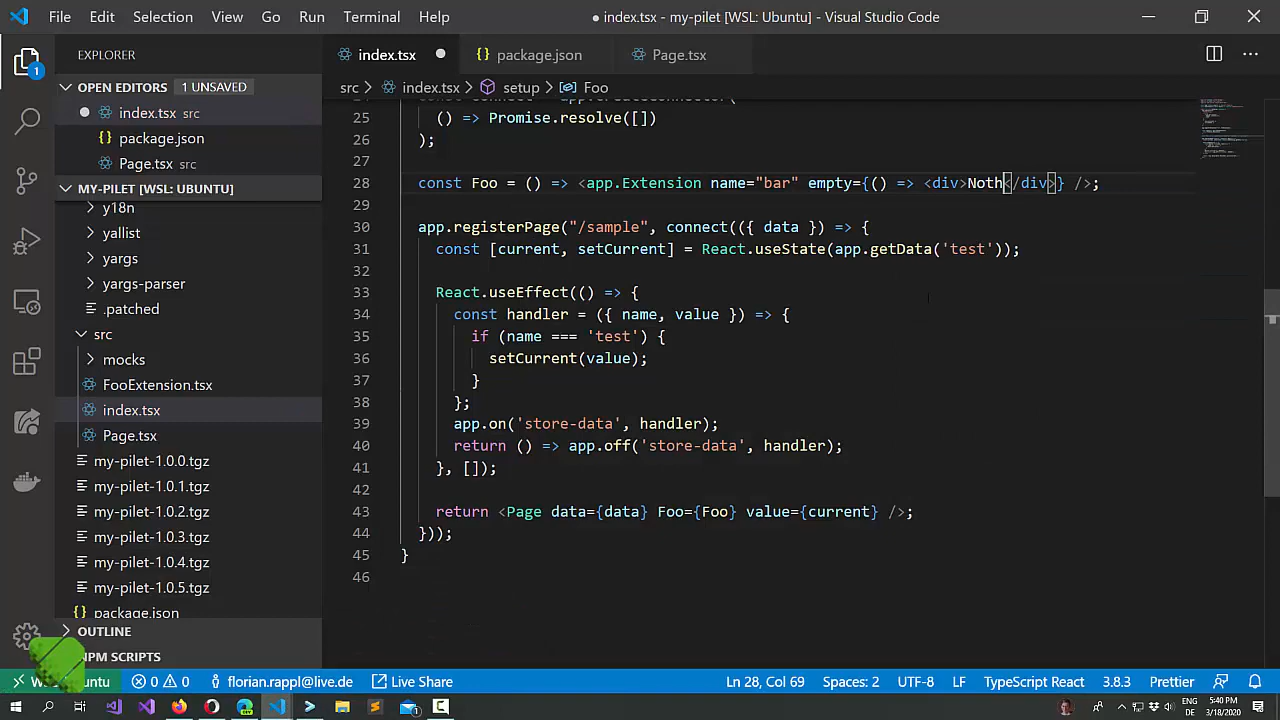 File Edit Selection View Go Run Terminal Help
● index.tsx - my-pilet [WSL: Ubuntu] - Visual Studio Code
EXPLORER
OPEN EDITORS 1 UNSAVED
index.tsx src
package.json
Page.tsx src
MY-PILET [WSL: UBUNTU]
y18n
yallist
yargs
yargs-parser
.patched
src
mocks
FooExtension.tsx
index.tsx
Page.tsx
my-pilet-1.0.0.tgz
my-pilet-1.0.1.tgz
my-pilet-1.0.2.tgz
my-pilet-1.0.3.tgz
my-pilet-1.0.4.tgz
my-pilet-1.0.5.tgz
package.json
OUTLINE
NPM SCRIPTS
1
index.tsx package.json Page.tsx
src > index.tsx > setup > Foo
25 () => Promise.resolve([])
26 );
27
28 const Foo = () => <app.Extension name="bar" empty={() => <div>Noth</div>} />;
29
30 app.registerPage("/sample", connect(({ data }) => {
31 const [current, setCurrent] = React.useState(app.getData('test'));
32
33 React.useEffect(() => {
34 const handler = ({ name, value }) => {
35 if (name === 'test') {
36 setCurrent(value);
37 }
38 };
39 app.on('store-data', handler);
40 return () => app.off('store-data', handler);
41 }, []);
42
43 return <Page data={data} Foo={Foo} value={current} />;
44 }));
45 }
46
0 0 florian.rappl@live.de Live Share Ln 28, Col 69 Spaces: 2 UTF-8 LF TypeScript React 3.8.3 Prettier
ENG 5:40 PM
DE 3/18/2020